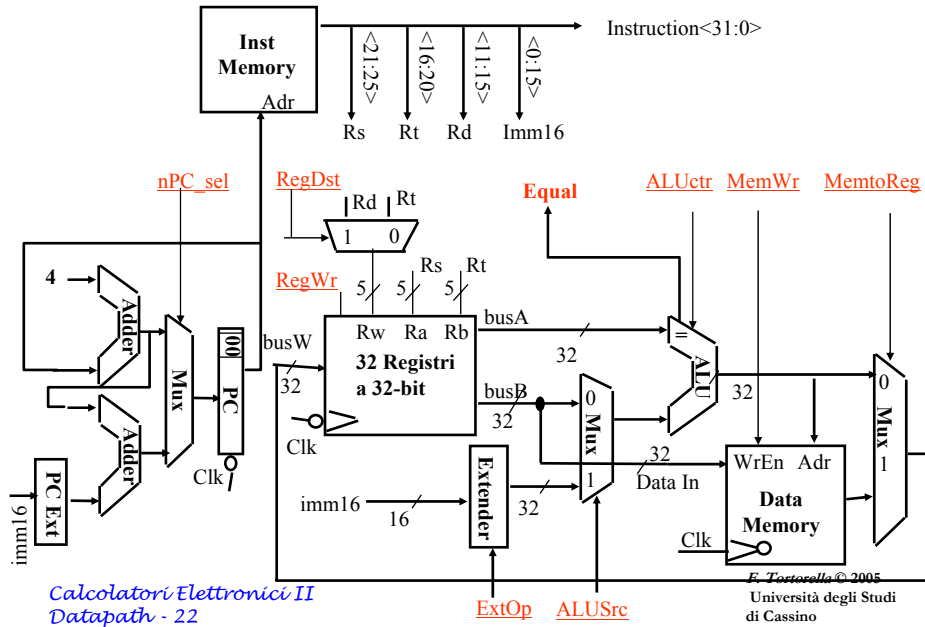 Inst
Memory
Adr
<21:25>
<16:20>
<11:15>
<0:15>
Instruction<31:0>
Rs
Rt
Rd
Imm16
nPC_sel
RegDst
Equal
ALUctr
MemWr
MemtoReg
Rd
Rt
1
0
4
Adder
Mux
00
PC
Clk
Adder
PC Ext
imm16
RegWr
5
5
5
Rs
Rt
busW
32
Rw
Ra
Rb
32 Registri
a 32-bit
Clk
busA
32
busB
32
0
Mux
1
=
ALU
32
imm16
16
Extender
32
32
Data In
WrEn
Adr
Data
Memory
Clk
0
Mux
1
ExtOp
ALUSrc
Calcolatori Elettronici II
Datapath - 22
F. Tortorella © 2005
Università degli Studi
di Cassino